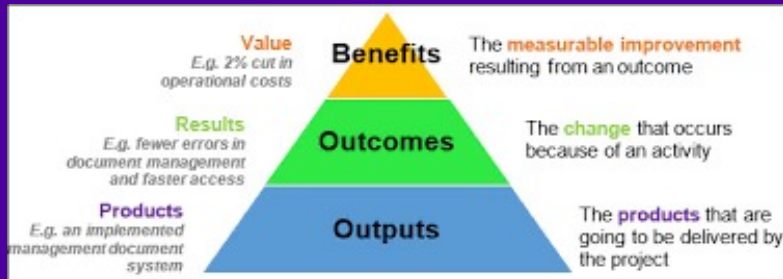 Value
E.g. 2% cut in
operational costs
Benefits
The measurable improvement
resulting from an outcome
Results
E.g. fewer errors in
document management
and faster access
Outcomes
The change that occurs
because of an activity
Products
E.g. an implemented
management document
system
Outputs
The products that are
going to be delivered by
the project